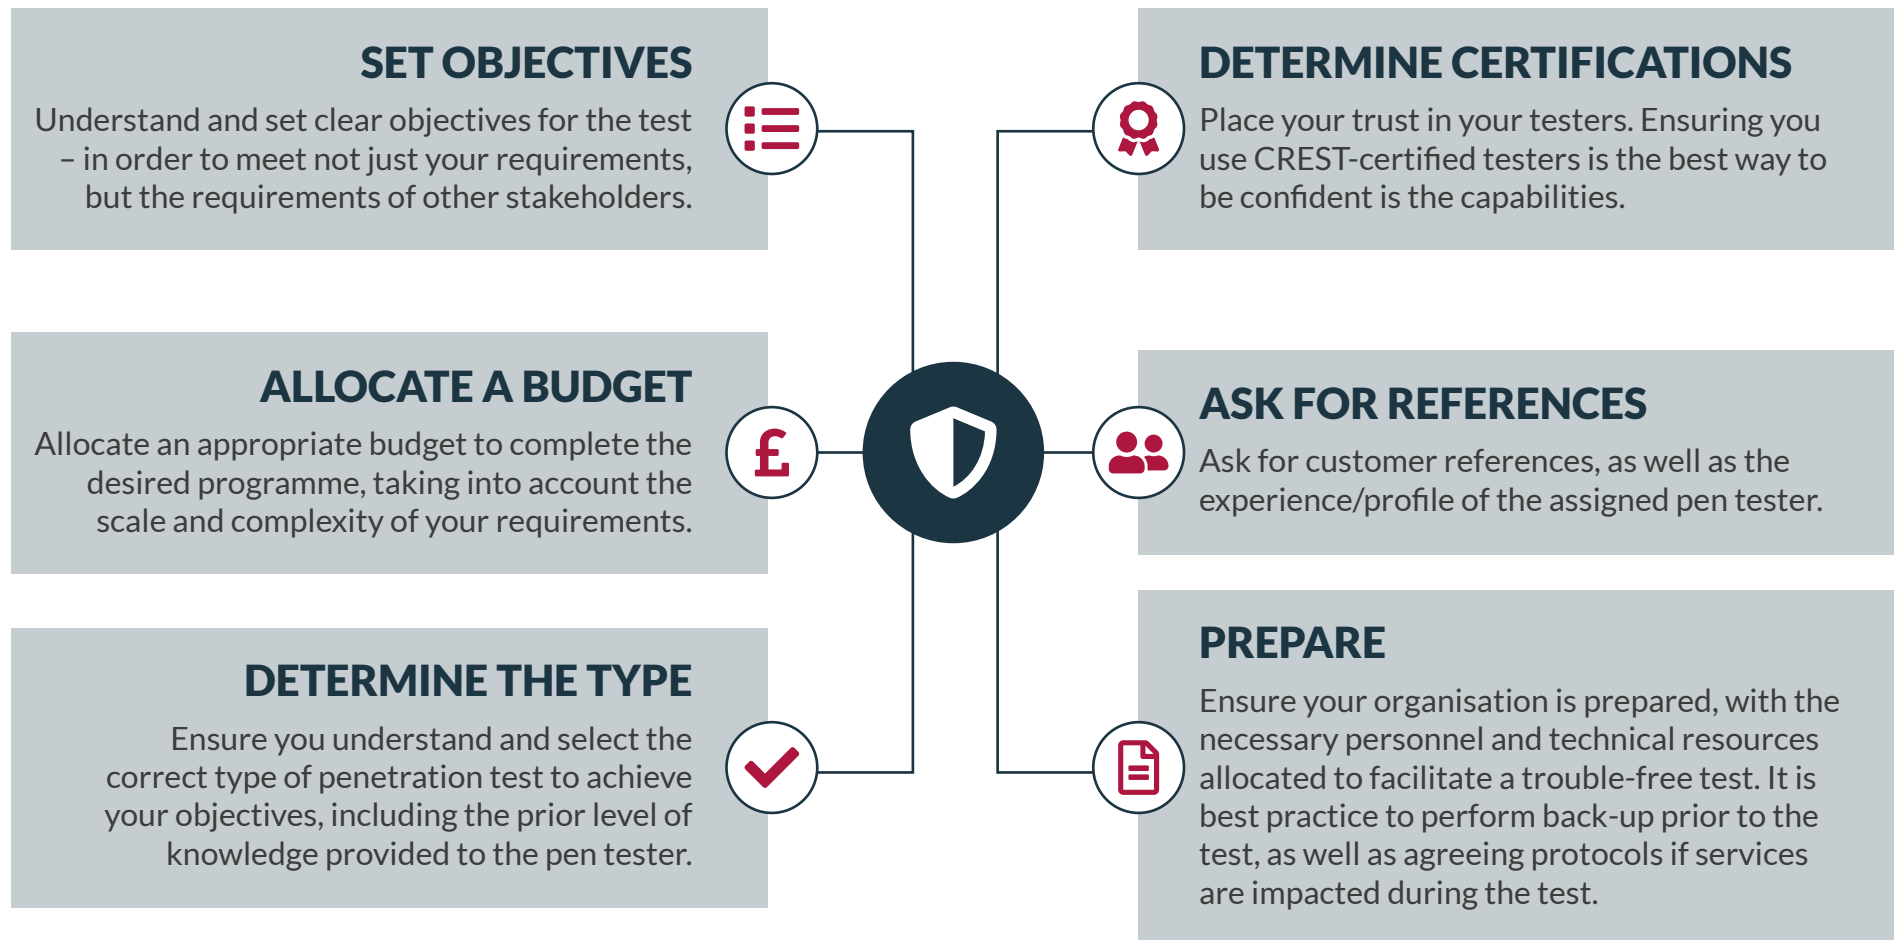 SET OBJECTIVES
Understand and set clear objectives for the test
– in order to meet not just your requirements,
but the requirements of other stakeholders.
ALLOCATE A BUDGET
Allocate an appropriate budget to complete the
desired programme, taking into account the
scale and complexity of your requirements.
DETERMINE THE TYPE
Ensure you understand and select the
correct type of penetration test to achieve
your objectives, including the prior level of
knowledge provided to the pen tester.
£
DETERMINE CERTIFICATIONS
Place your trust in your testers. Ensuring you
use CREST-certified testers is the best way to
be confident is the capabilities.
ASK FOR REFERENCES
Ask for customer references, as well as the
experience/profile of the assigned pen tester.
PREPARE
Ensure your organisation is prepared, with the
necessary personnel and technical resources
allocated to facilitate a trouble-free test. It is
best practice to perform back-up prior to the
test, as well as agreeing protocols if services
are impacted during the test.